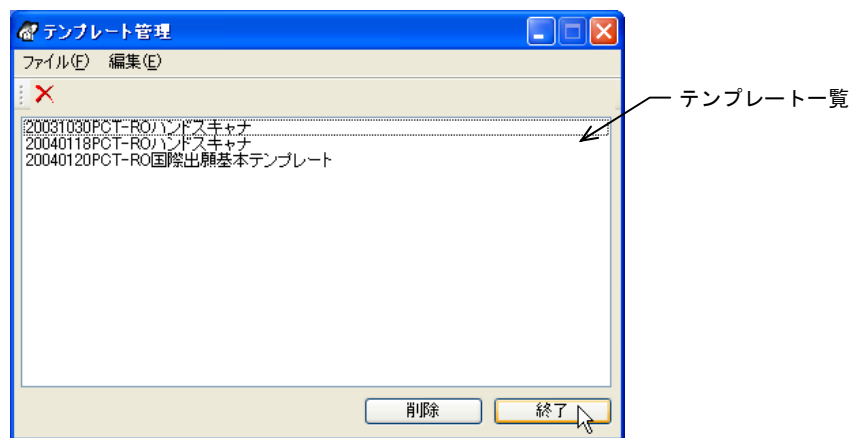 テンプレート管理
ファイル(F) 編集(E)
テンプレート一覧
20031030PCT-ROハンドスキャナ
20040118PCT-ROハンドスキャナ
20040120PCT-RO国際出願基本テンプレート
削除 終了